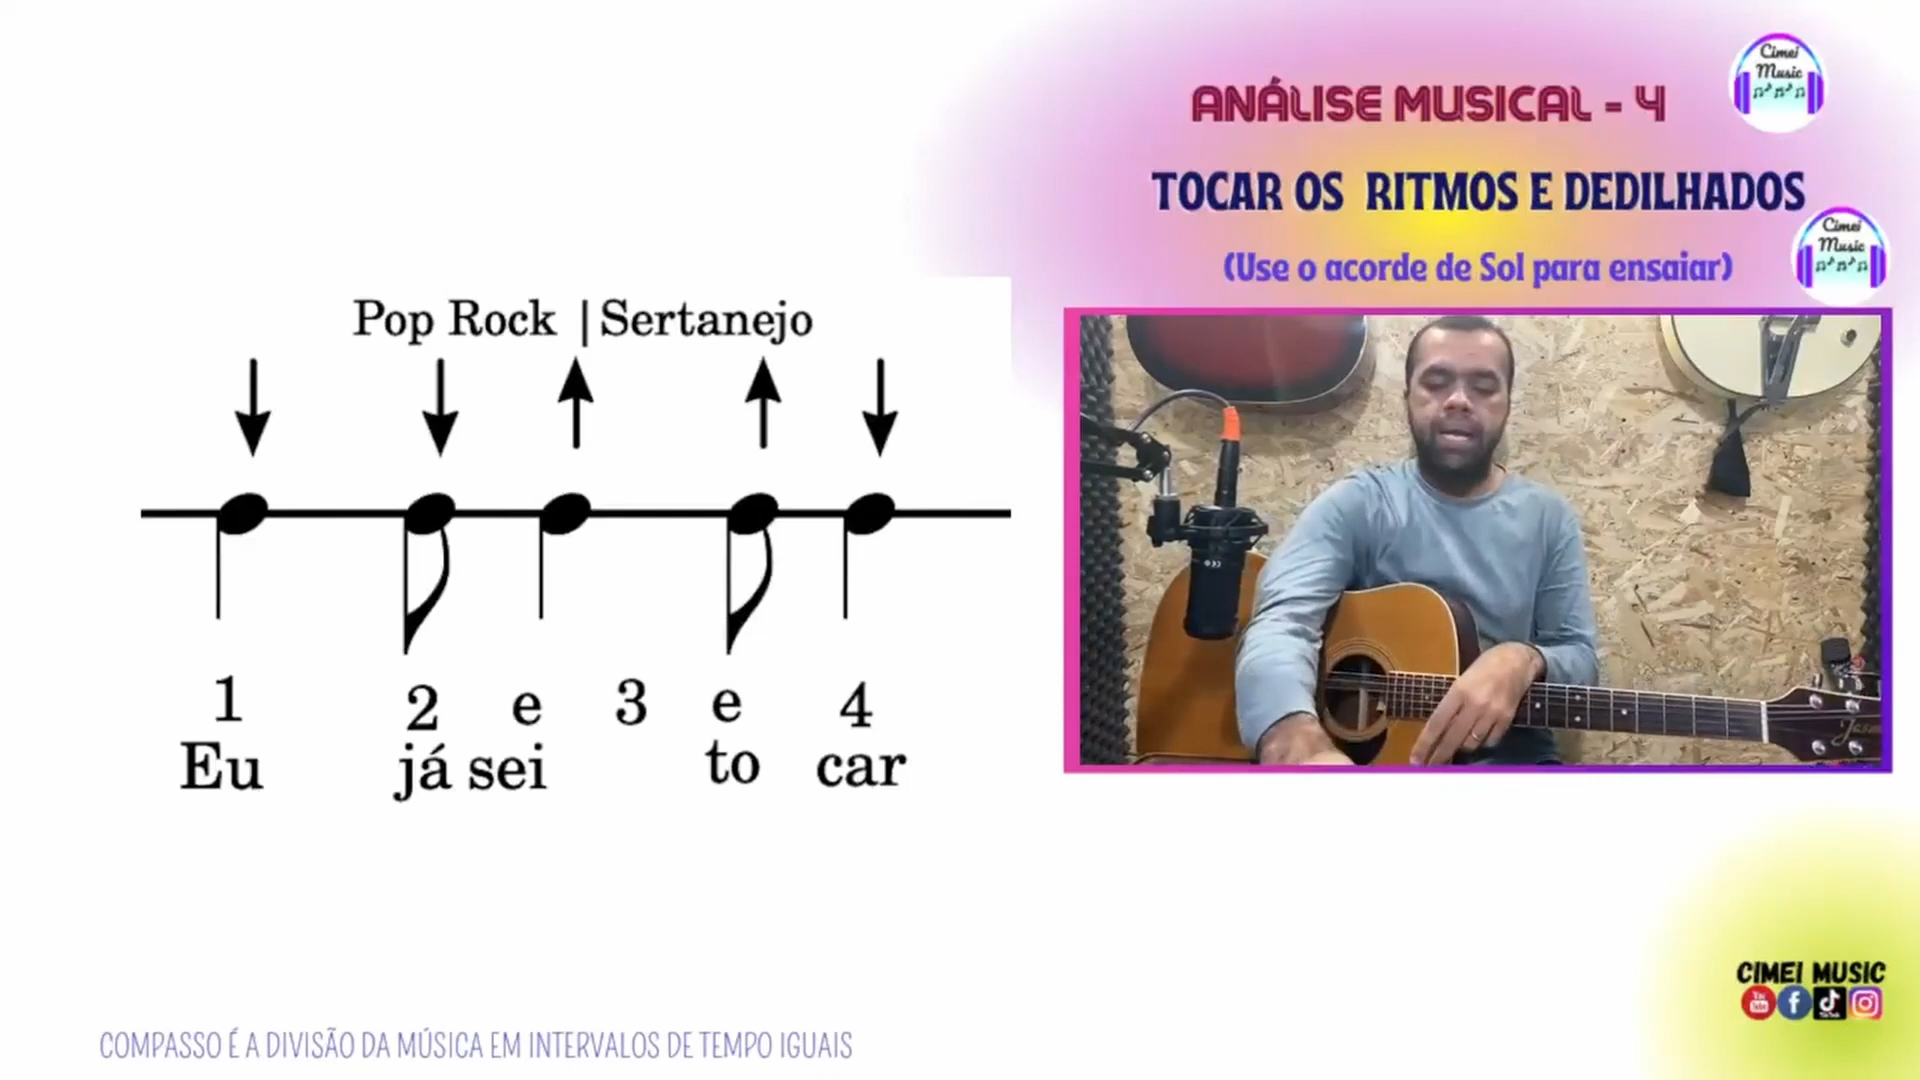 ANÁLISE MUSICAL - 4
Cimei
Music
TOCAR OS RITMOS E DEDILHADOS
Cimei
Music
(Use o acorde de Sol para ensaiar)
Pop Rock | Sertanejo
1 2 e 3 e 4
Eu já sei to car
CIMEI MUSIC
COMPASSO É A DIVISÃO DA MÚSICA EM INTERVALOS DE TEMPO IGUAIS